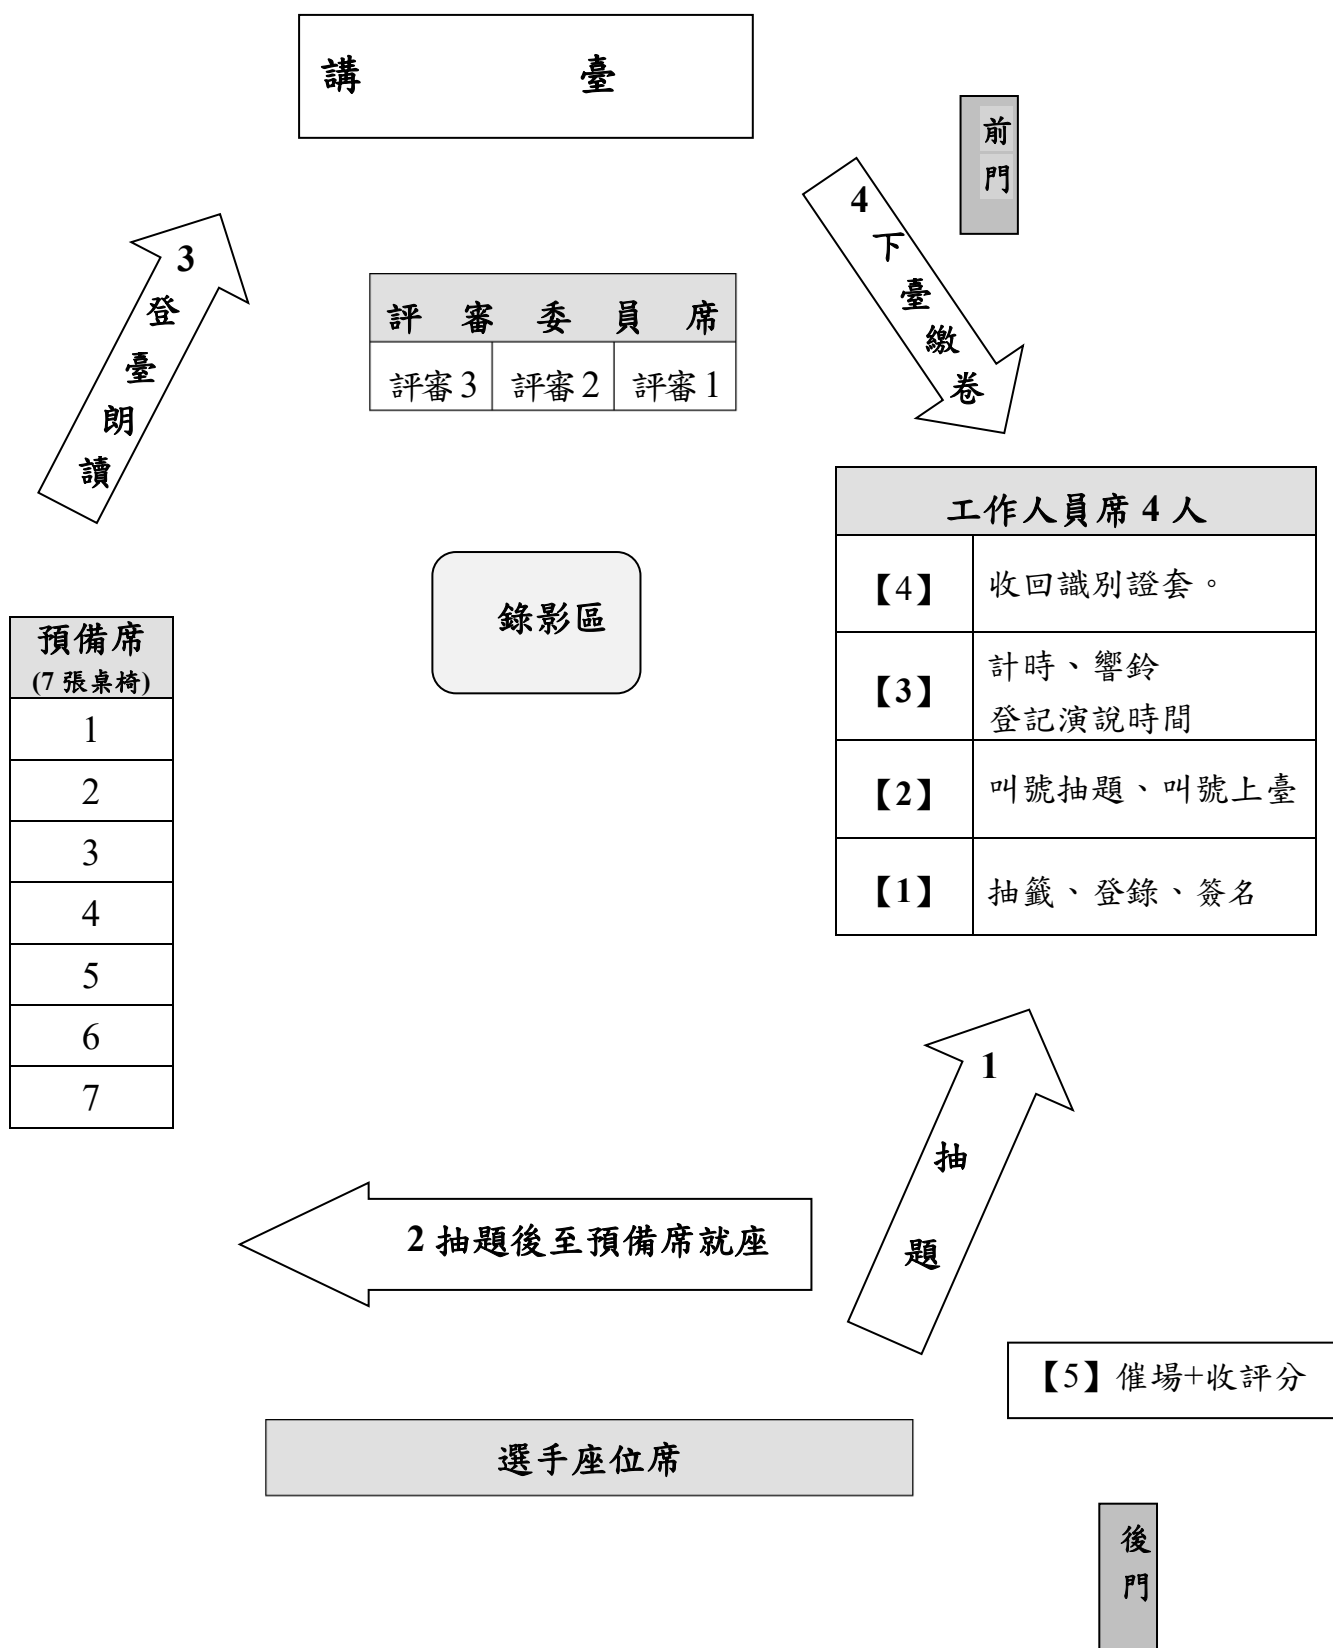 講 臺
前
門
4
下
臺
繳
卷
3
登
臺
朗
讀
評 審 委 員 席
評審 3 評審 2 評審 1
工作人員席 4 人
【4】 收回識別證套。
【3】 計時、響鈴
登記演說時間
【2】 叫號抽題、叫號上臺
【1】 抽籤、登錄、簽名
錄影區
預備席
(7 張桌椅)
1
2
3
4
5
6
7
1
抽
題
2 抽題後至預備席就座
【5】催場+收評分
選手座位席
後
門